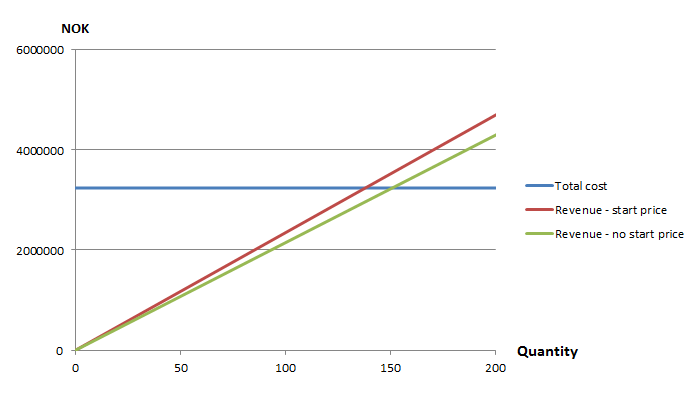 NOK
6000000
4000000
2000000
0
0 50 100 150 200
Quantity
Total cost
Revenue - start price
Revenue - no start price